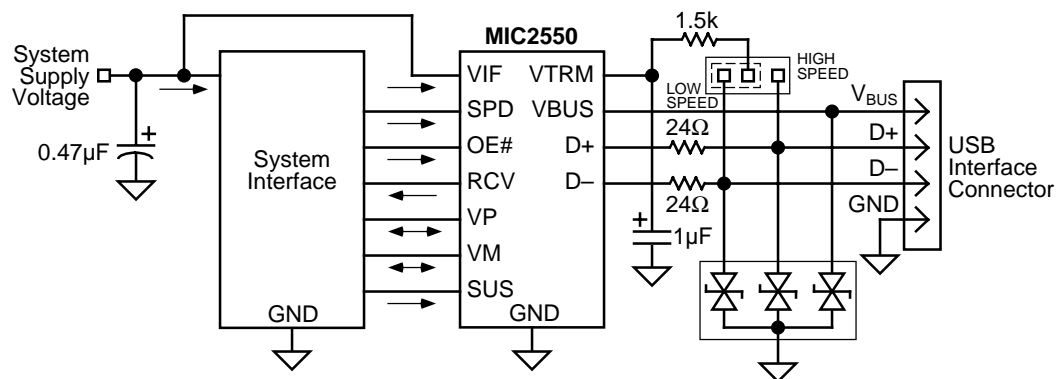 System
Supply
Voltage
0.47µF
System
Interface
GND
MIC2550
VIF
SPD
OE#
RCV
VP
VM
SUS
VTRM
VBUS
D+
D–
GND
1.5k
LOW
SPEED
HIGH
SPEED
24Ω
24Ω
1µF
VBUS
D+
D–
GND
USB
Interface
Connector